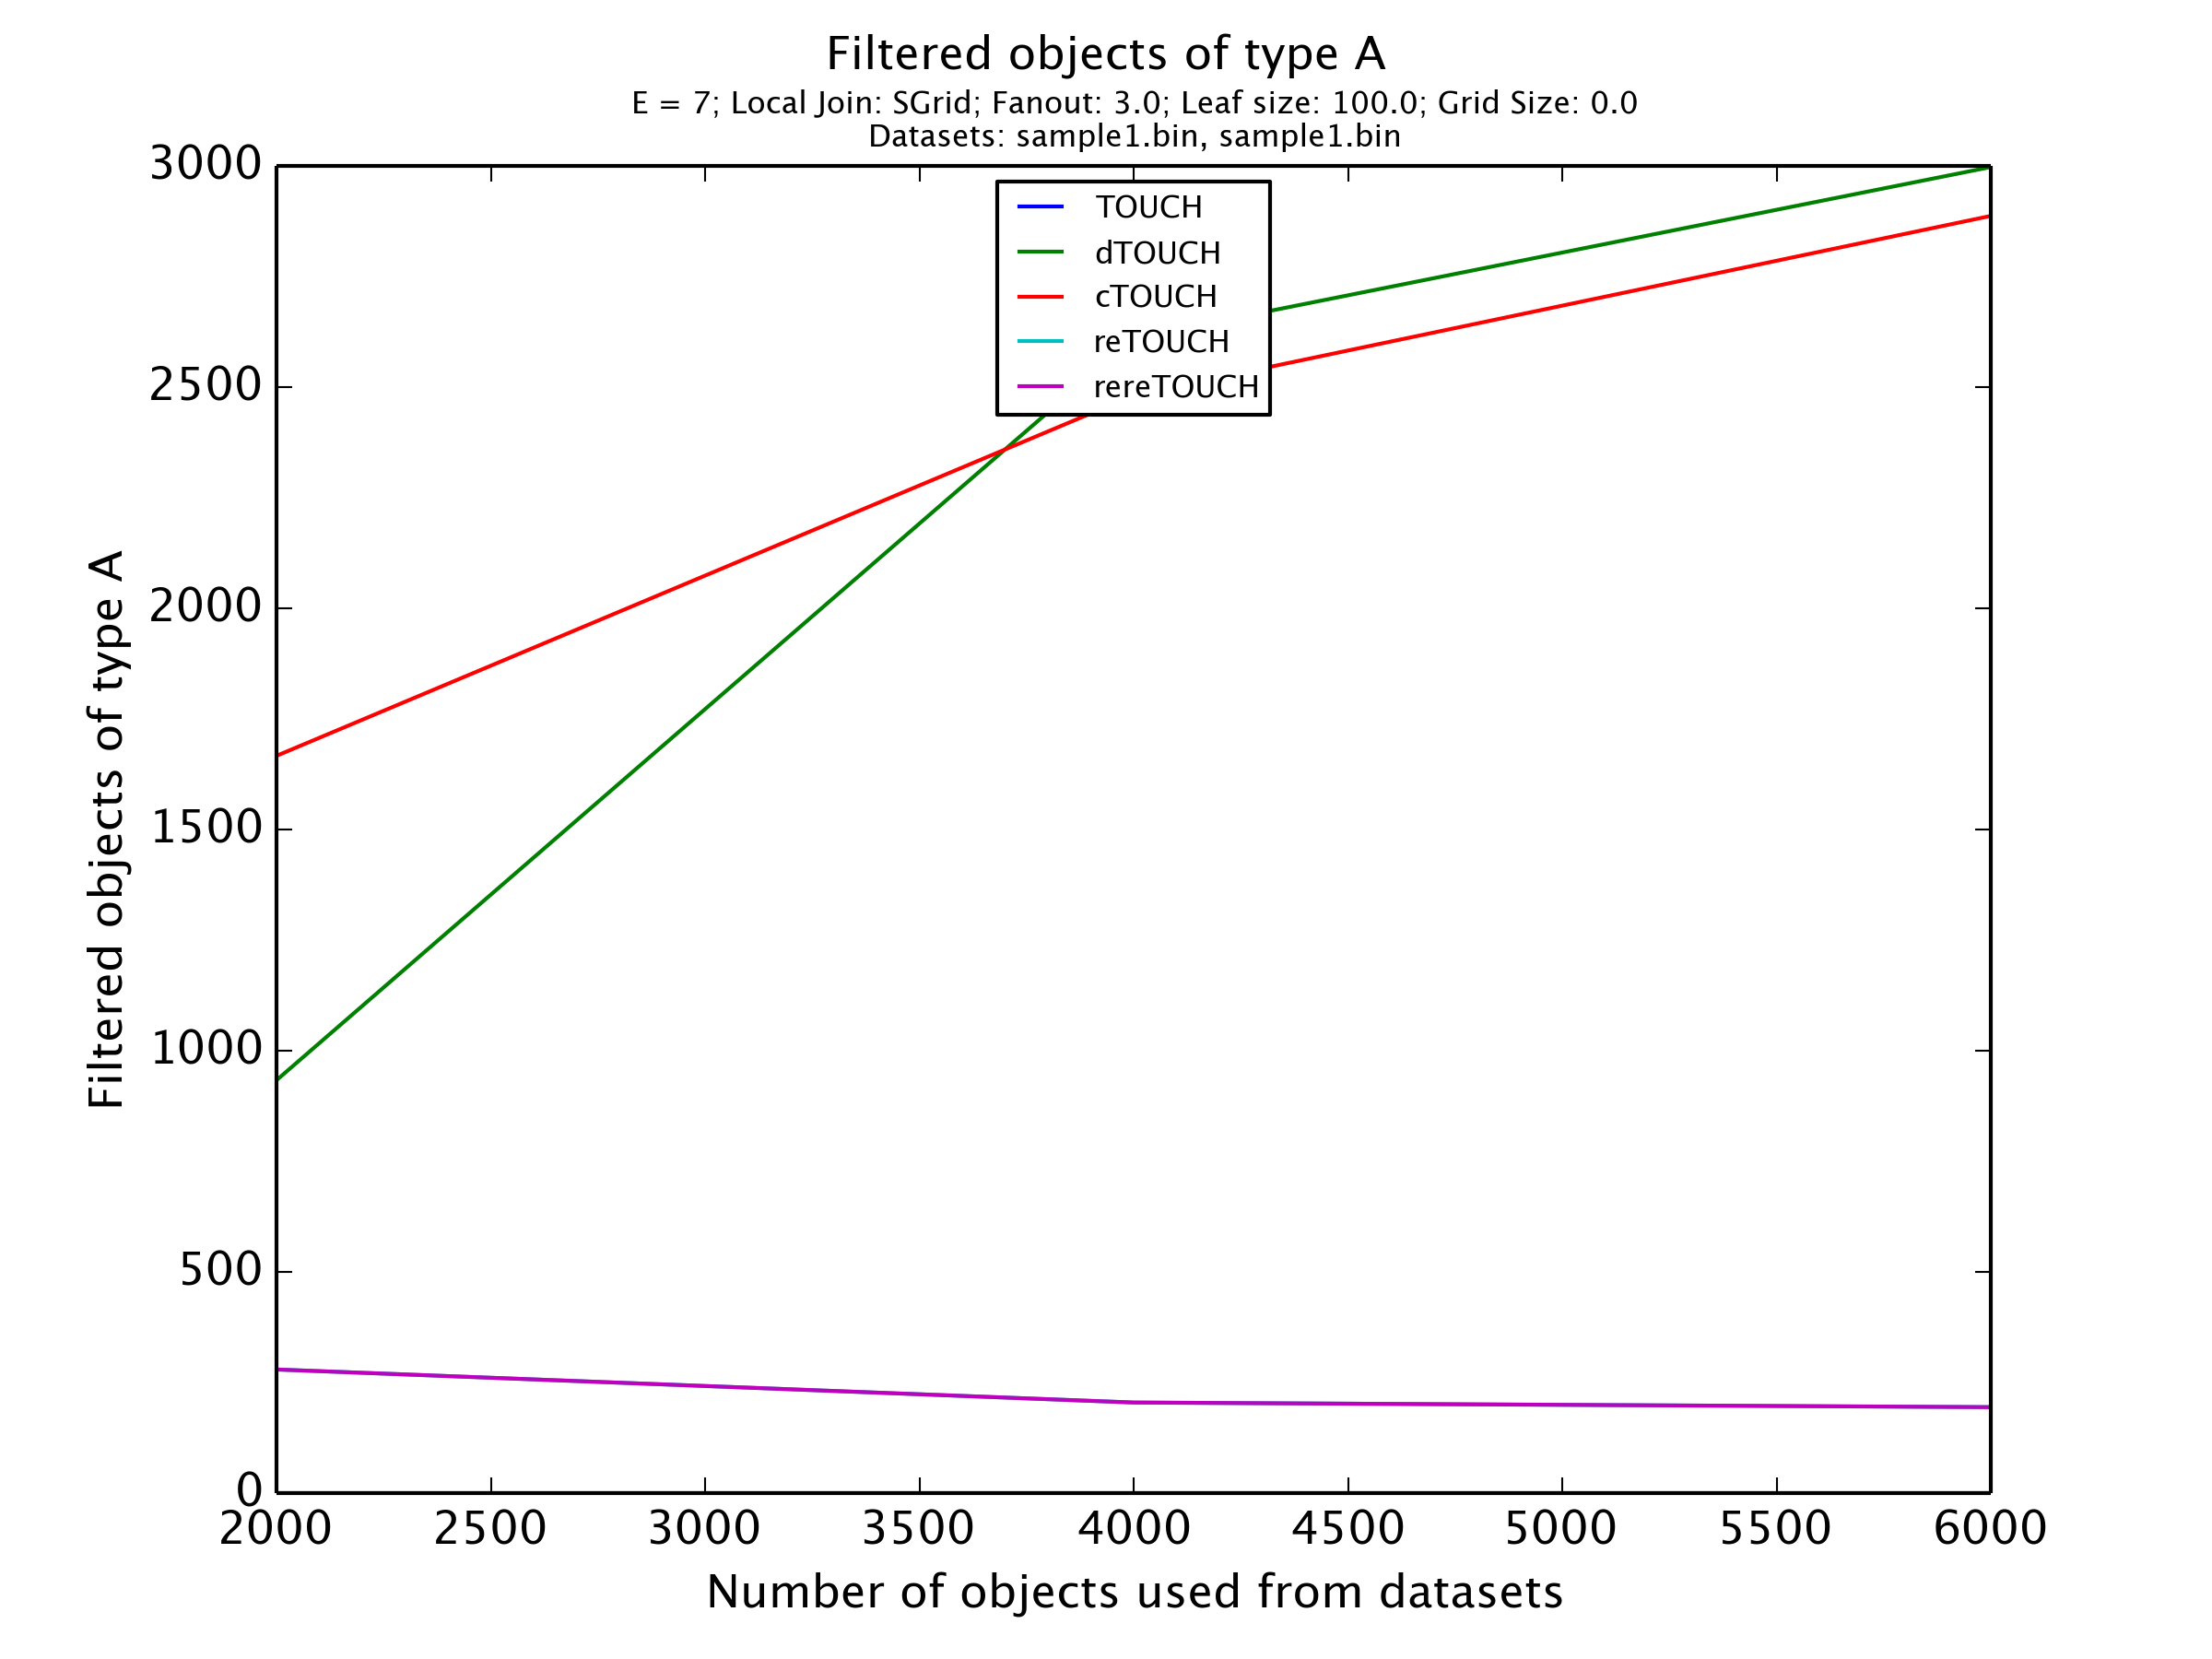 Filtered objects of type A
E = 7; Local Join: SGrid; Fanout: 3.0; Leaf size: 100.0; Grid Size: 0.0
Datasets: sample1.bin, sample1.bin
TOUCH
dTOUCH
cTOUCH
reTOUCH
rereTOUCH
Filtered objects of type A
3000
2500
2000
1500
1000
500
0
2000 2500 3000 3500 4000 4500 5000 5500 6000
Number of objects used from datasets